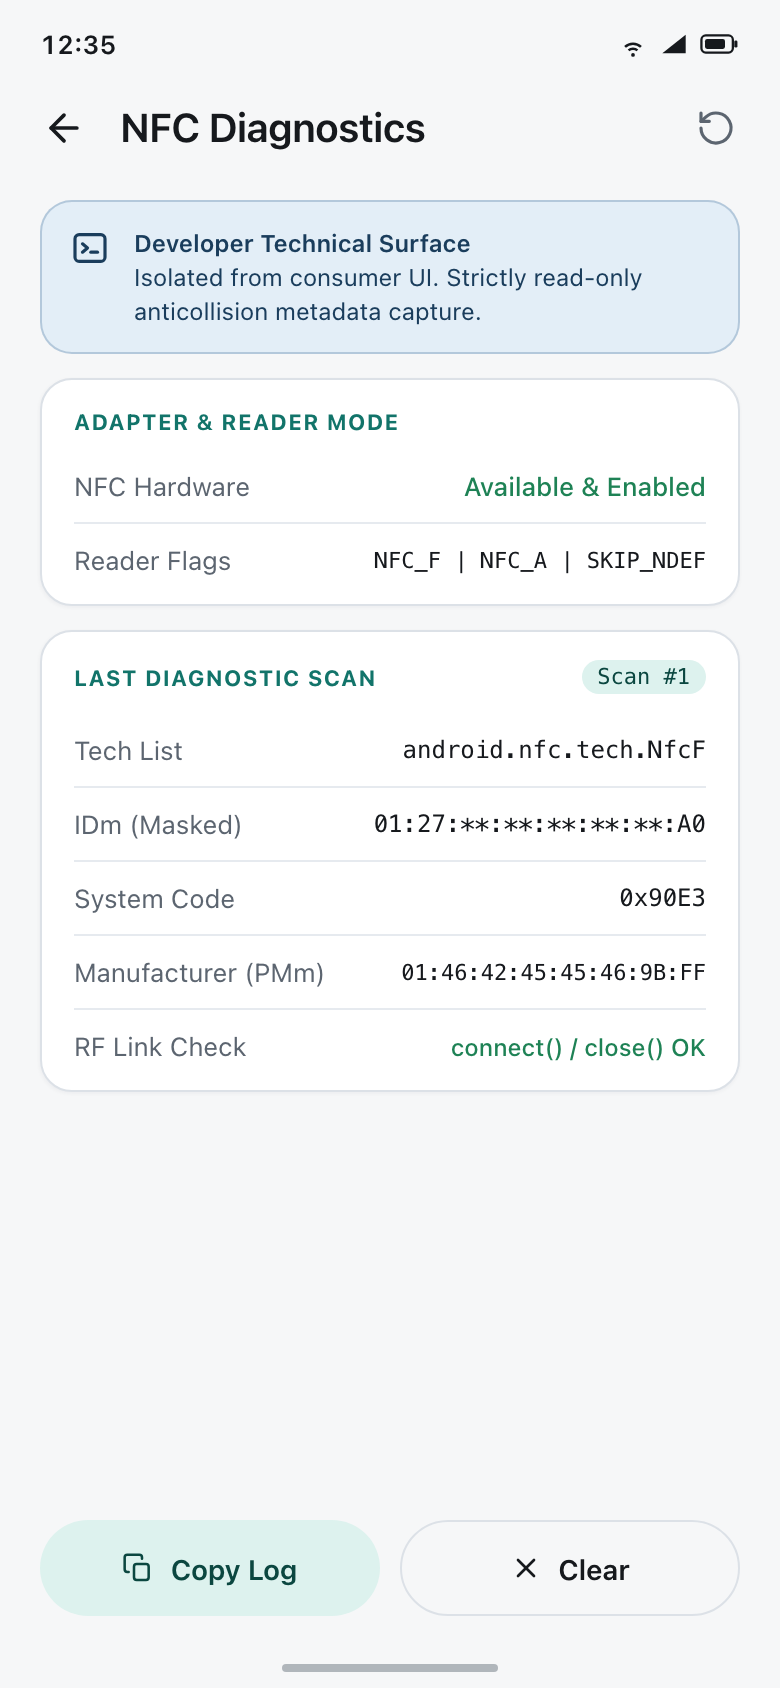 12:35
NFC Diagnostics
Developer Technical Surface
Isolated from consumer UI. Strictly read-only
anticollision metadata capture.
ADAPTER & READER MODE
NFC Hardware Available & Enabled
Reader Flags NFC_F | NFC_A | SKIP_NDEF
LAST DIAGNOSTIC SCAN Scan #1
Tech List android.nfc.tech.NfcF
IDm (Masked) 01:27:**:**:**:**:**:A0
System Code 0x90E3
Manufacturer (PMm) 01:46:42:45:45:46:9B:FF
RF Link Check connect() / close() OK
Copy Log Clear